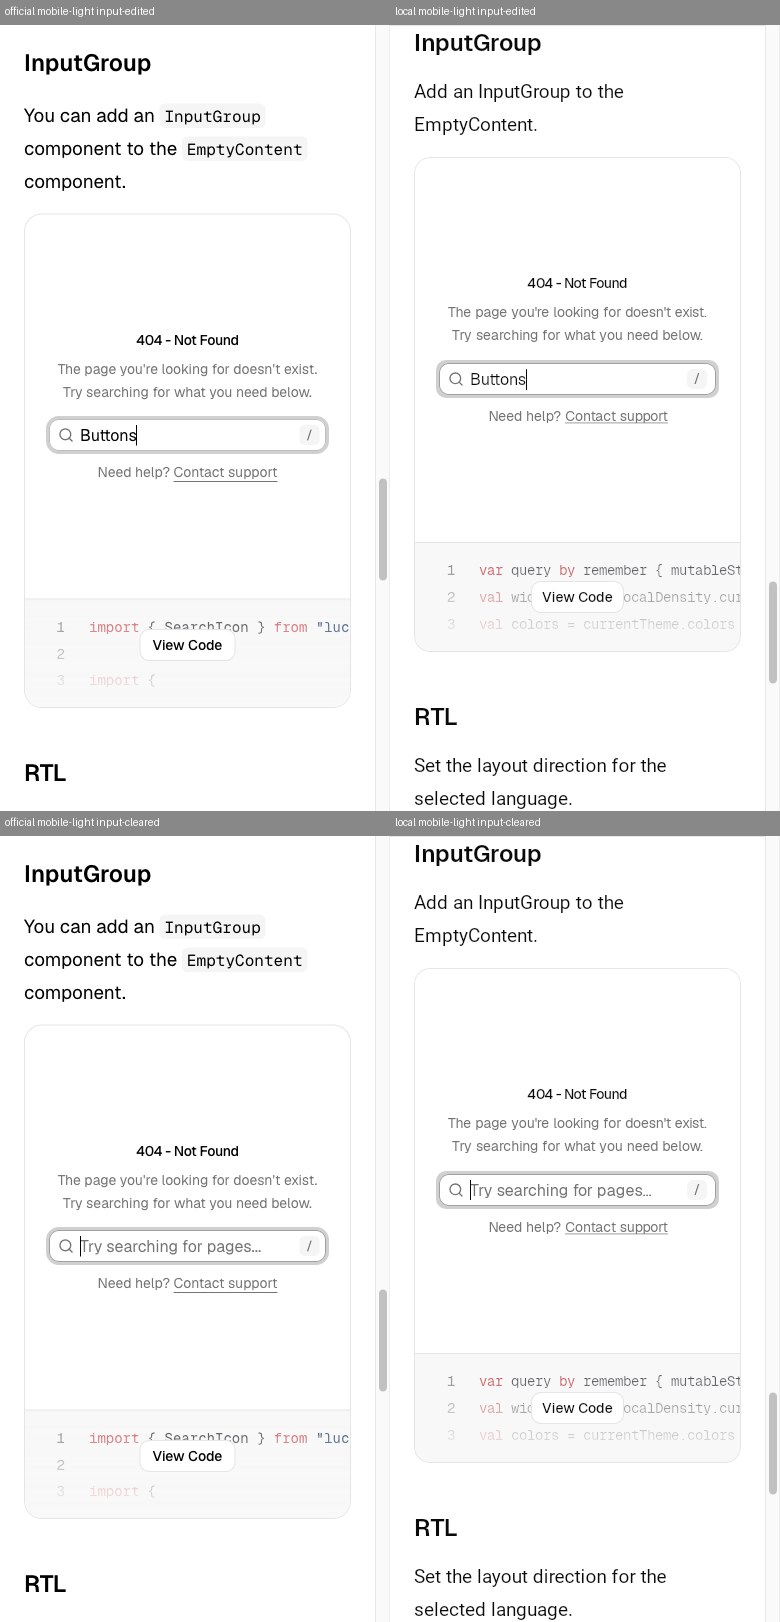 official mobile-light input-edited
InputGroup
You can add an InputGroup
component to the EmptyContent
component.
404 - Not Found
The page you're looking for doesn't exist.
Try searching for what you need below.
Buttons /
Need help? Contact support
1 import { SearchIcon } from "luc
2
View Code
3 import {
RTL
local mobile-light input-edited
InputGroup
Add an InputGroup to the
EmptyContent.
404 - Not Found
The page you're looking for doesn't exist.
Try searching for what you need below.
Buttons /
Need help? Contact support
1 var query by remember { mutableSt
2 val wid ocalDensity.cur
View Code
3 val colors = currentTheme.colors
RTL
Set the layout direction for the
selected language.
official mobile-light input-cleared
InputGroup
You can add an InputGroup
component to the EmptyContent
component.
404 - Not Found
The page you're looking for doesn't exist.
Try searching for what you need below.
Try searching for pages... /
Need help? Contact support
1 import { SearchIcon } from "luc
2
View Code
3 import {
RTL
local mobile-light input-cleared
InputGroup
Add an InputGroup to the
EmptyContent.
404 - Not Found
The page you're looking for doesn't exist.
Try searching for what you need below.
Try searching for pages... /
Need help? Contact support
1 var query by remember { mutableSt
2 val wid ocalDensity.cur
View Code
3 val colors = currentTheme.colors
RTL
Set the layout direction for the
selected language.